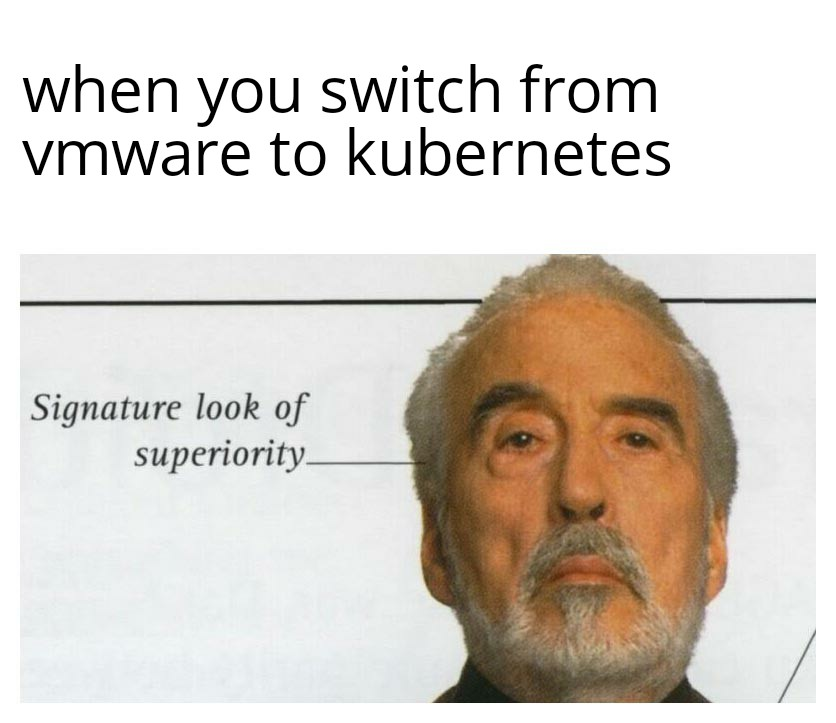 when you switch from
vmware to kubernetes
Signature look of
superiority